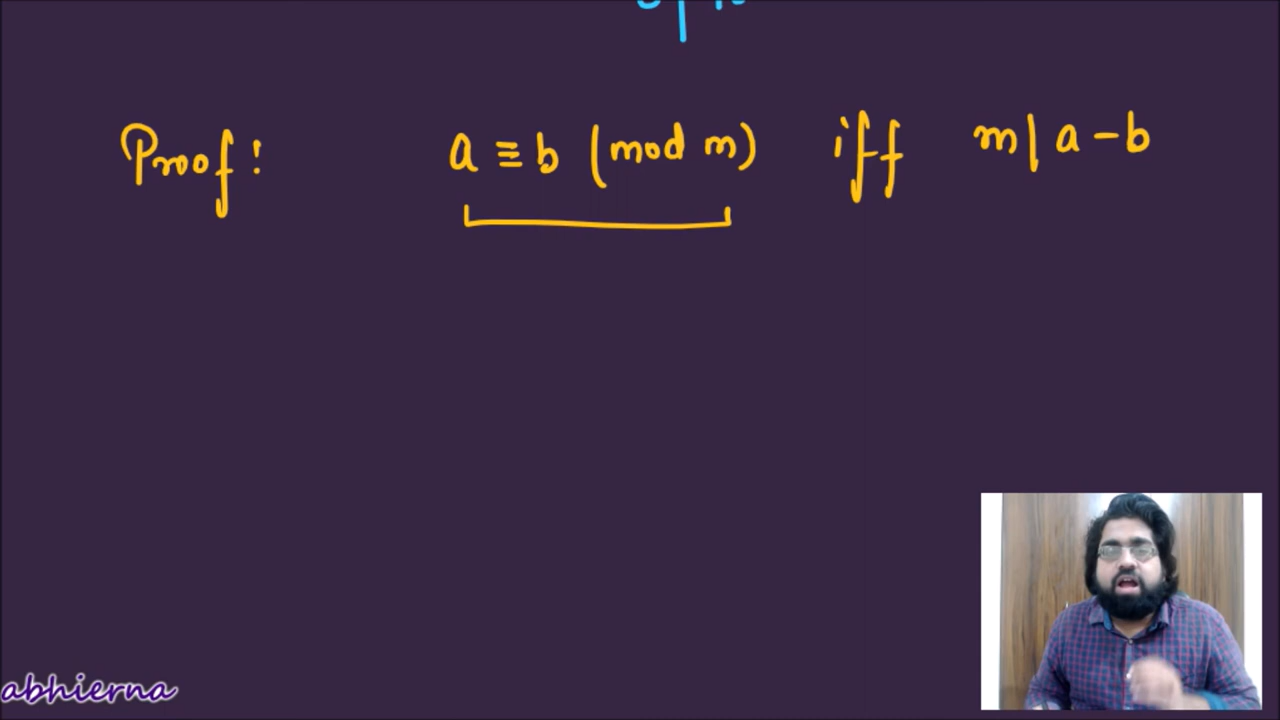 Proof: a ≡ b (mod m) iff m | a - b
abhierna